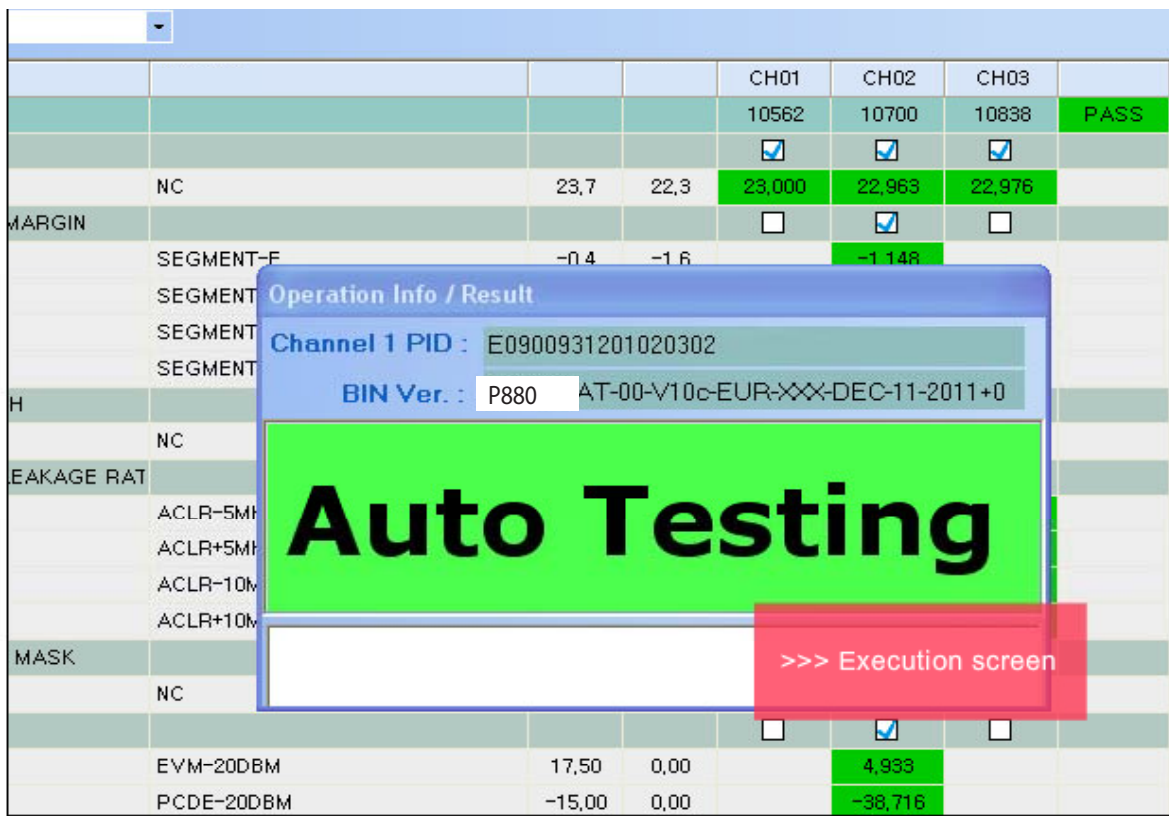 CH01 CH02 CH03
10562 10700 10838 PASS
NC 23,7 22,3 23,000 22,963 22,976
MARGIN
SEGMENT-E -0,4 -1,6 -1,148
SEGMENT
SEGMENT
SEGMENT
Operation Info / Result
Channel 1 PID : E0900931201020302
BIN Ver. : P880 AT-00-V10c-EUR-XXX-DEC-11-2011+0
H
NC
EAKAGE RAT
ACLR-5MH
ACLR+5MH
ACLR-10M
ACLR+10M
Auto Testing
>>> Execution screen
MASK
NC
EVM-20DBM 17,50 0,00 4,933
PCDE-20DBM -15,00 0,00 -38,716